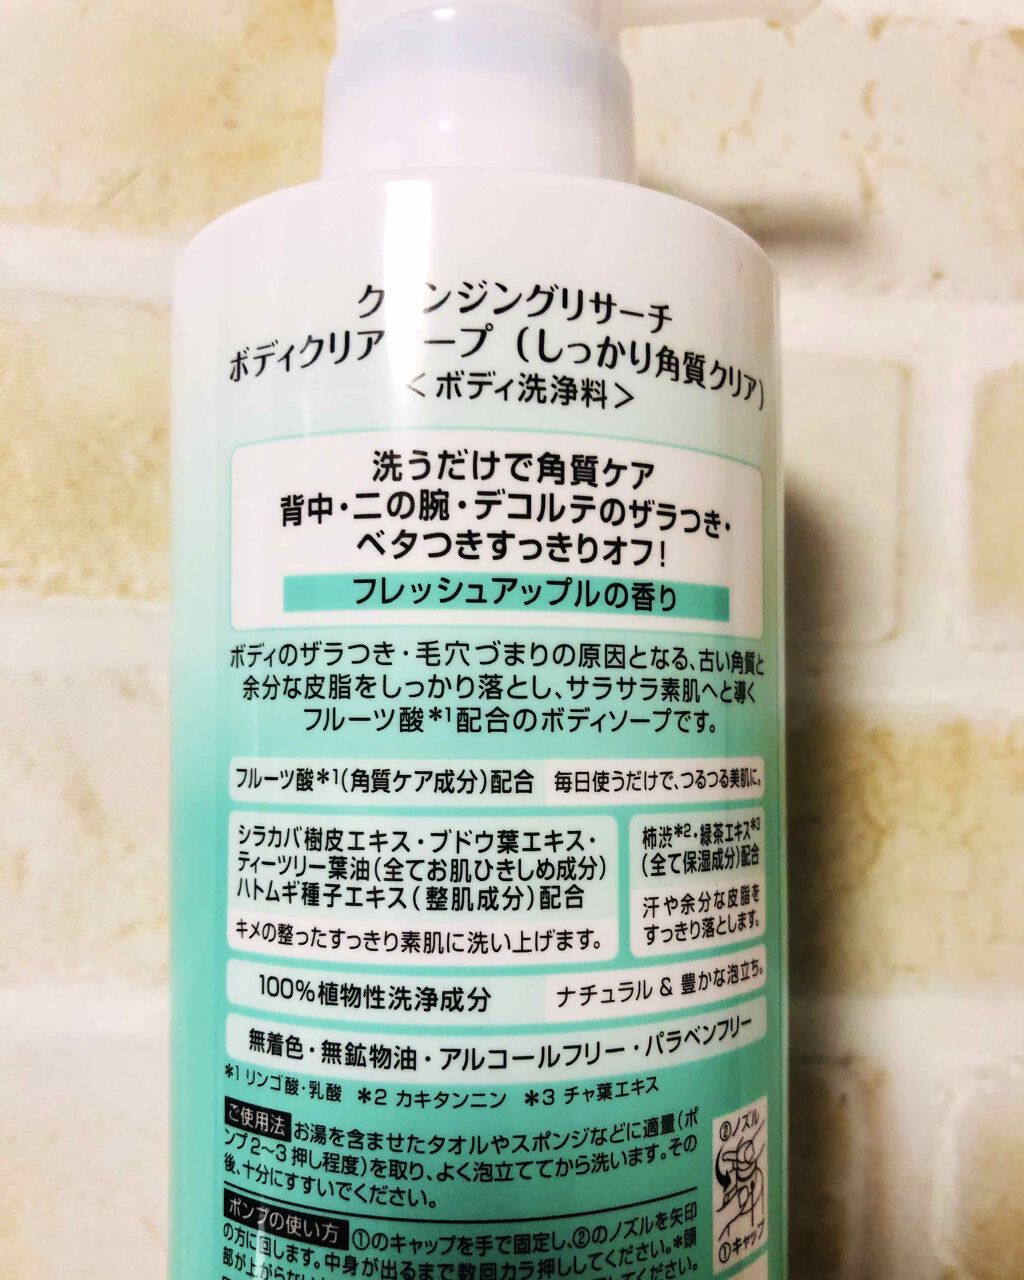 ク ンジングリサーチ
ボディクリア ープ (しっかり角質クリア)
＜ボディ洗浄料＞
洗うだけで角質ケア
背中・二の腕・デコルテのザラつき・
ベタつきすっきりオフ!
フレッシュアップルの香り
ボディのザラつき・毛穴づまりの原因となる、古い角質と
余分な皮脂をしっかり落とし、サラサラ素肌へと導く
フルーツ酸*1配合のボディソープです。
フルーツ酸*1(角質ケア成分)配合 毎日使うだけで、つるつる美肌に。
シラカバ樹皮エキス・ブドウ葉エキス・
ティーツリー葉油(全てお肌ひきしめ成分)
ハトムギ種子エキス(整肌成分)配合
キメの整ったすっきり素肌に洗い上げます。
柿渋*2・緑茶エキス*3
(全て保湿成分)配合
汗や余分な皮脂を
すっきり落とします。
100%植物性洗浄成分 ナチュラル & 豊かな泡立ち。
無着色・無鉱物油・アルコールフリー・パラベンフリー
*1 リンゴ酸・乳酸 *2 カキタンニン *3 チャ葉エキス
ご使用法 お湯を含ませたタオルやスポンジなどに適量(ポ
ンプ2〜3押し程度)を取り、よく泡立ててから洗います。その
後、十分にすすいでください。
ポンプの使い方 ①のキャップを手で固定し、②のノズルを矢印
の方に回します。中身が出るまで数回カラ押ししてください。*頭
部が上がらない
してください。
②ノズル
①キャップ